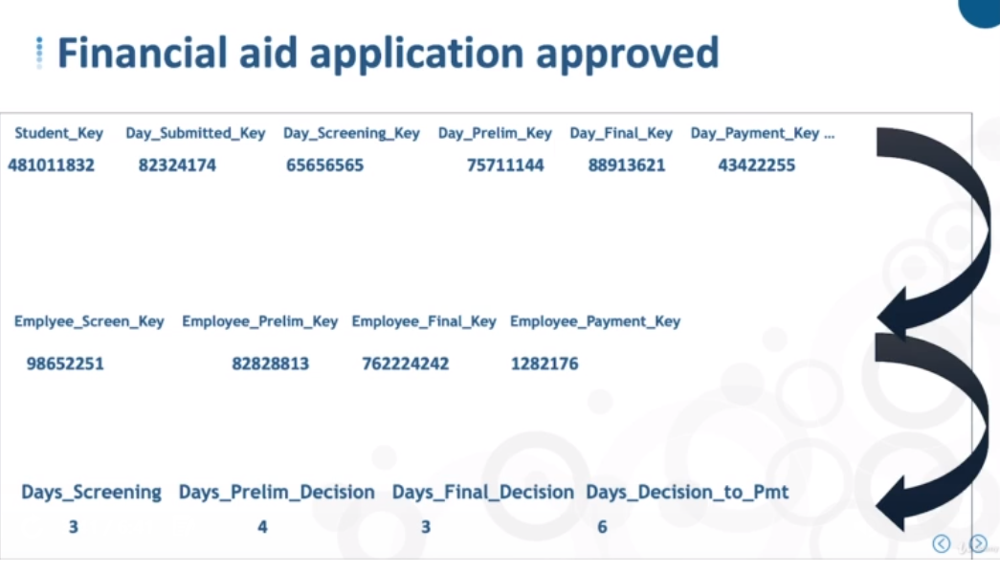 Financial aid application approved
Student_Key Day_Submitted_Key Day_Screening_Key Day_Prelim_Key Day_Final_Key Day_Payment_Key ...
481011832 82324174 65656565 75711144 88913621 43422255
Emplyee_Screen_Key Employee_Prelim_Key Employee_Final_Key Employee_Payment_Key
98652251 82828813 762224242 1282176
Days_Screening Days_Prelim_Decision Days_Final_Decision Days_Decision_to_Pmt
3 4 3 6